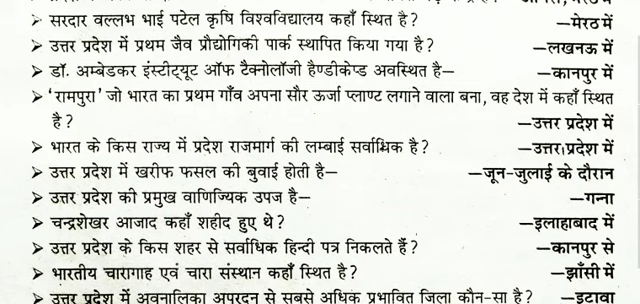 ➤ सरदार वल्लभ भाई पटेल कृषि विश्वविद्यालय कहाँ स्थित है? —मेरठ में
➤ उत्तर प्रदेश में प्रथम जैव प्रौद्योगिकी पार्क स्थापित किया गया है? —लखनऊ में
➤ डॉ. अम्बेडकर इंस्टीट्यूट ऑफ टैक्नोलॉजी हैण्डीकेप्ड अवस्थित है— —कानपुर में
➤ ‘रामपुरा’ जो भारत का प्रथम गाँव अपना सौर ऊर्जा प्लाण्ट लगाने वाला बना, वह देश में कहाँ स्थित
है? —उत्तर प्रदेश में
➤ भारत के किस राज्य में प्रदेश राजमार्ग की लम्बाई सर्वाधिक है? —उत्तर प्रदेश में
➤ उत्तर प्रदेश में खरीफ फसल की बुवाई होती है— —जून-जुलाई के दौरान
➤ उत्तर प्रदेश की प्रमुख वाणिज्यिक उपज है— —गन्ना
➤ चन्द्रशेखर आजाद कहाँ शहीद हुए थे? —इलाहाबाद में
➤ उत्तर प्रदेश के किस शहर से सर्वाधिक हिन्दी पत्र निकलते हैं? —कानपुर से
➤ भारतीय चारागाह एवं चारा संस्थान कहाँ स्थित है? —झाँसी में
➤ उत्तर प्रदेश में अवनालिका अपरदन से सबसे अधिक प्रभावित जिला कौन-सा है? —इटावा